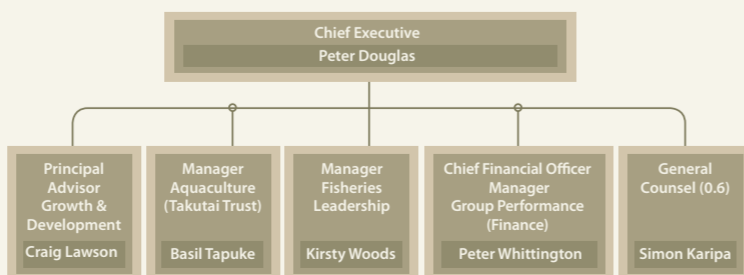 Chief Executive
Peter Douglas
Principal
Advisor
Growth &
Development
Craig Lawson
Manager
Aquaculture
(Takutai Trust)
Basil Tapuke
Manager
Fisheries
Leadership
Kirsty Woods
Chief Financial Officer
Manager
Group Performance
(Finance)
Peter Whittington
General
Counsel (0.6)
Simon Karipa